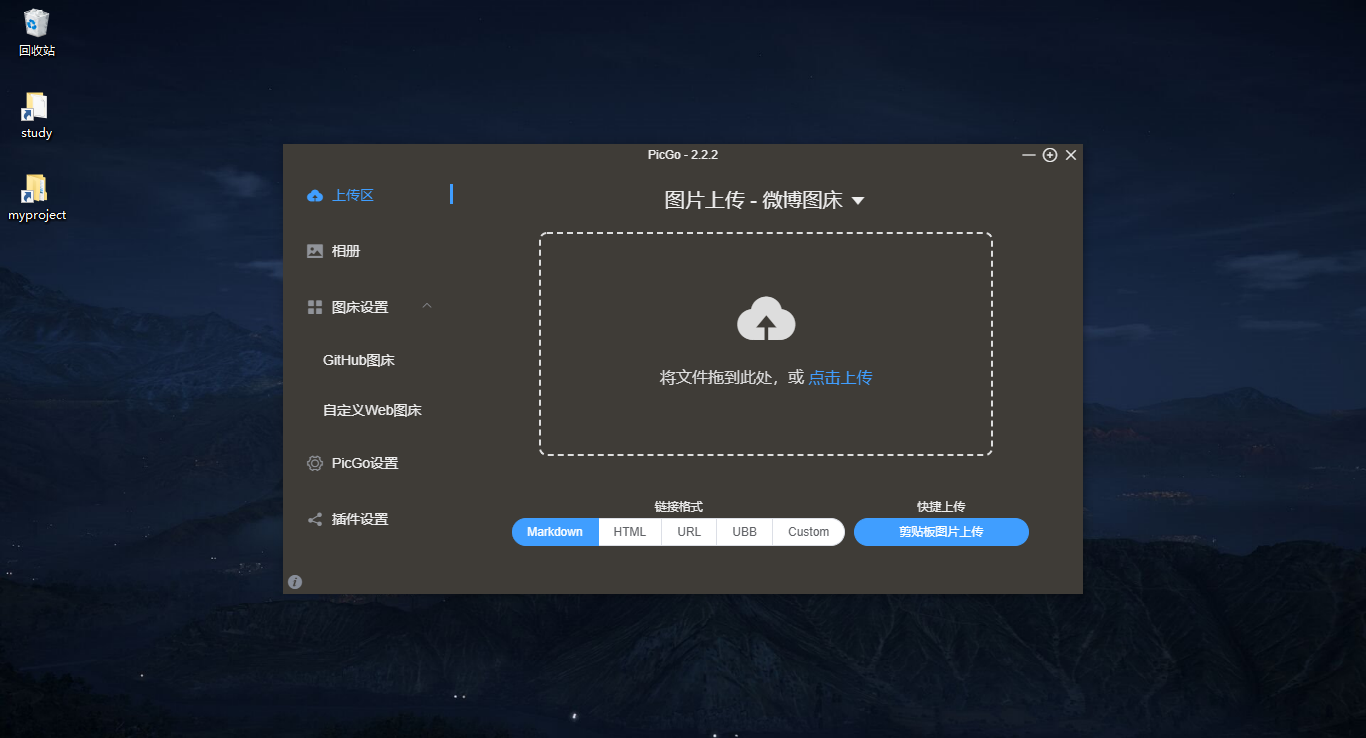 回收站
study
myproject
PicGo - 2.2.2
上传区
相册
图床设置
GitHub图床
自定义Web图床
PicGo设置
插件设置
图片上传 - 微博图床
将文件拖到此处，或 点击上传
链接格式
Markdown HTML URL UBB Custom
快捷上传
剪贴板图片上传